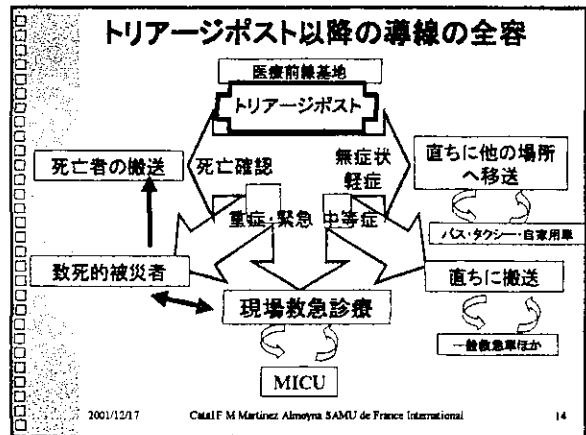 トリアージポスト以降の導線の全容
医療前線基地
トリアージポスト
死亡者の搬送
死亡確認
無症状
軽症
直ちに他の場所
へ移送
重症・緊急
中等症
バス・タクシー・自家用車
数死的被災者
現場救急診療
直ちに搬送
一般救急車ほか
MICU
2001/12/17
Catal F M Martinez Almoyna SAMU de France International
14